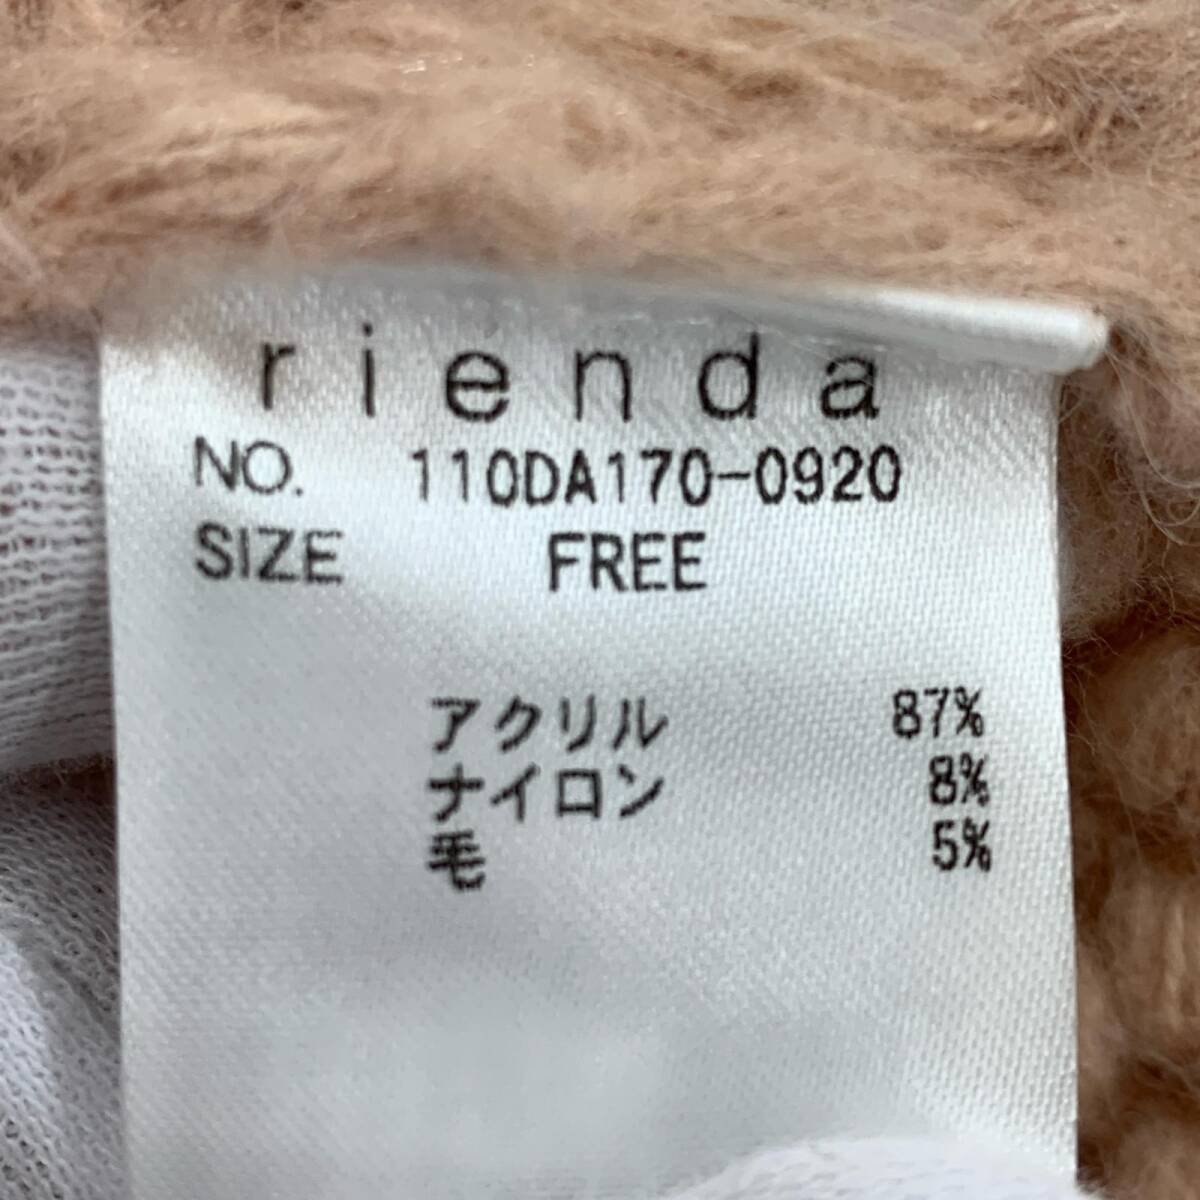 rienda
NO. 110DA170-0920
SIZE FREE
アクリル 87%
ナイロン 8%
毛 5%